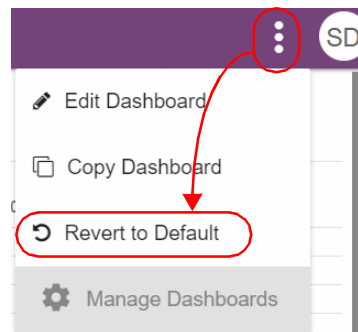 SD
Edit Dashboard
Copy Dashboard
Revert to Default
Manage Dashboards